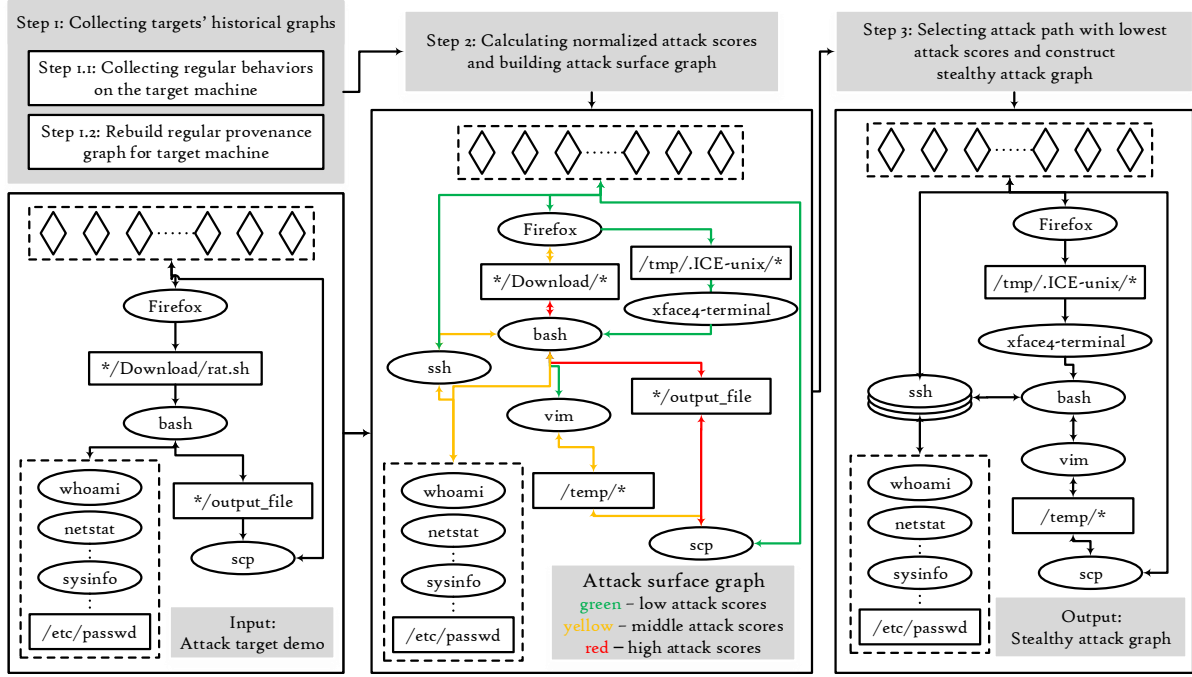 Step 1: Collecting targets' historical graphs
Step 1.1: Collecting regular behaviors
on the target machine
Step 1.2: Rebuild regular provenance
graph for target machine
Firefox
*/Download/rat.sh
bash
whoami
netstat
sysinfo
/etc/passwd
*/output_file
scp
Input:
Attack target demo
Step 2: Calculating normalized attack scores
and building attack surface graph
Firefox
/tmp/.ICE-unix/*
*/Download/*
xface4-terminal
bash
ssh
*/output_file
vim
whoami
/temp/*
netstat
scp
sysinfo
/etc/passwd
Attack surface graph
green – low attack scores
yellow – middle attack scores
red – high attack scores
Step 3: Selecting attack path with lowest
attack scores and construct
stealthy attack graph
Firefox
/tmp/.ICE-unix/*
xface4-terminal
ssh
bash
vim
whoami
/temp/*
netstat
scp
sysinfo
/etc/passwd
Output:
Stealthy attack graph